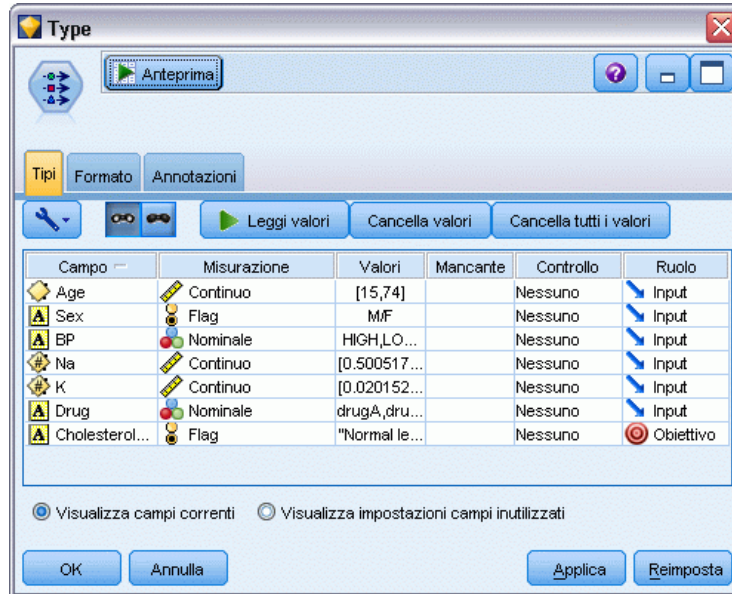 Type
Anteprima
Tipi Formato Annotazioni
Leggi valori Cancella valori Cancella tutti i valori
Campo Misurazione Valori Mancante Controllo Ruolo
Age Continuo [15,74] Nessuno Input
A Sex Flag M/F Nessuno Input
A BP Nominale HIGH,LO... Nessuno Input
# Na Continuo [0.500517... Nessuno Input
# K Continuo [0.020152... Nessuno Input
A Drug Nominale drugA,dru... Nessuno Input
A Cholesterol... Flag "Normal le... Nessuno Obiettivo
Visualizza campi correnti Visualizza impostazioni campi inutilizzati
OK Annulla Applica Reimposta